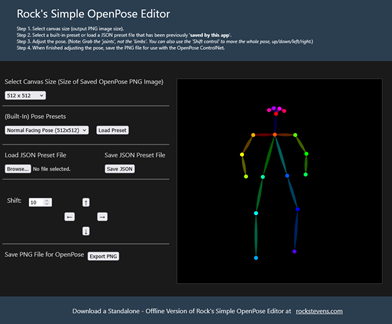 Rock's Simple OpenPose Editor
Step 1. Select canvas size (output PNG image size).
Step 2. Select a built-in preset or load a JSON preset file that has been previously 'saved by this app'.
Step 3. Adjust the pose. (Note: Grab the 'joints', not the 'limbs'. You can also use the 'Shift control' to move the whole pose, up/down/left/right.)
Step 4. When finished adjusting the pose, save the PNG file for use with the OpenPose ControlNet.
Select Canvas Size (Size of Saved OpenPose PNG Image)
512 x 512
(Built-In) Pose Presets
Normal Facing Pose (512x512) Load Preset
Load JSON Preset File Save JSON Preset File
Browse... No file selected. Save JSON
Shift: 10 ↑
← →
↓
Save PNG File for OpenPose Export PNG
Download a Standalone - Offline Version of Rock's Simple OpenPose Editor at rockstevens.com